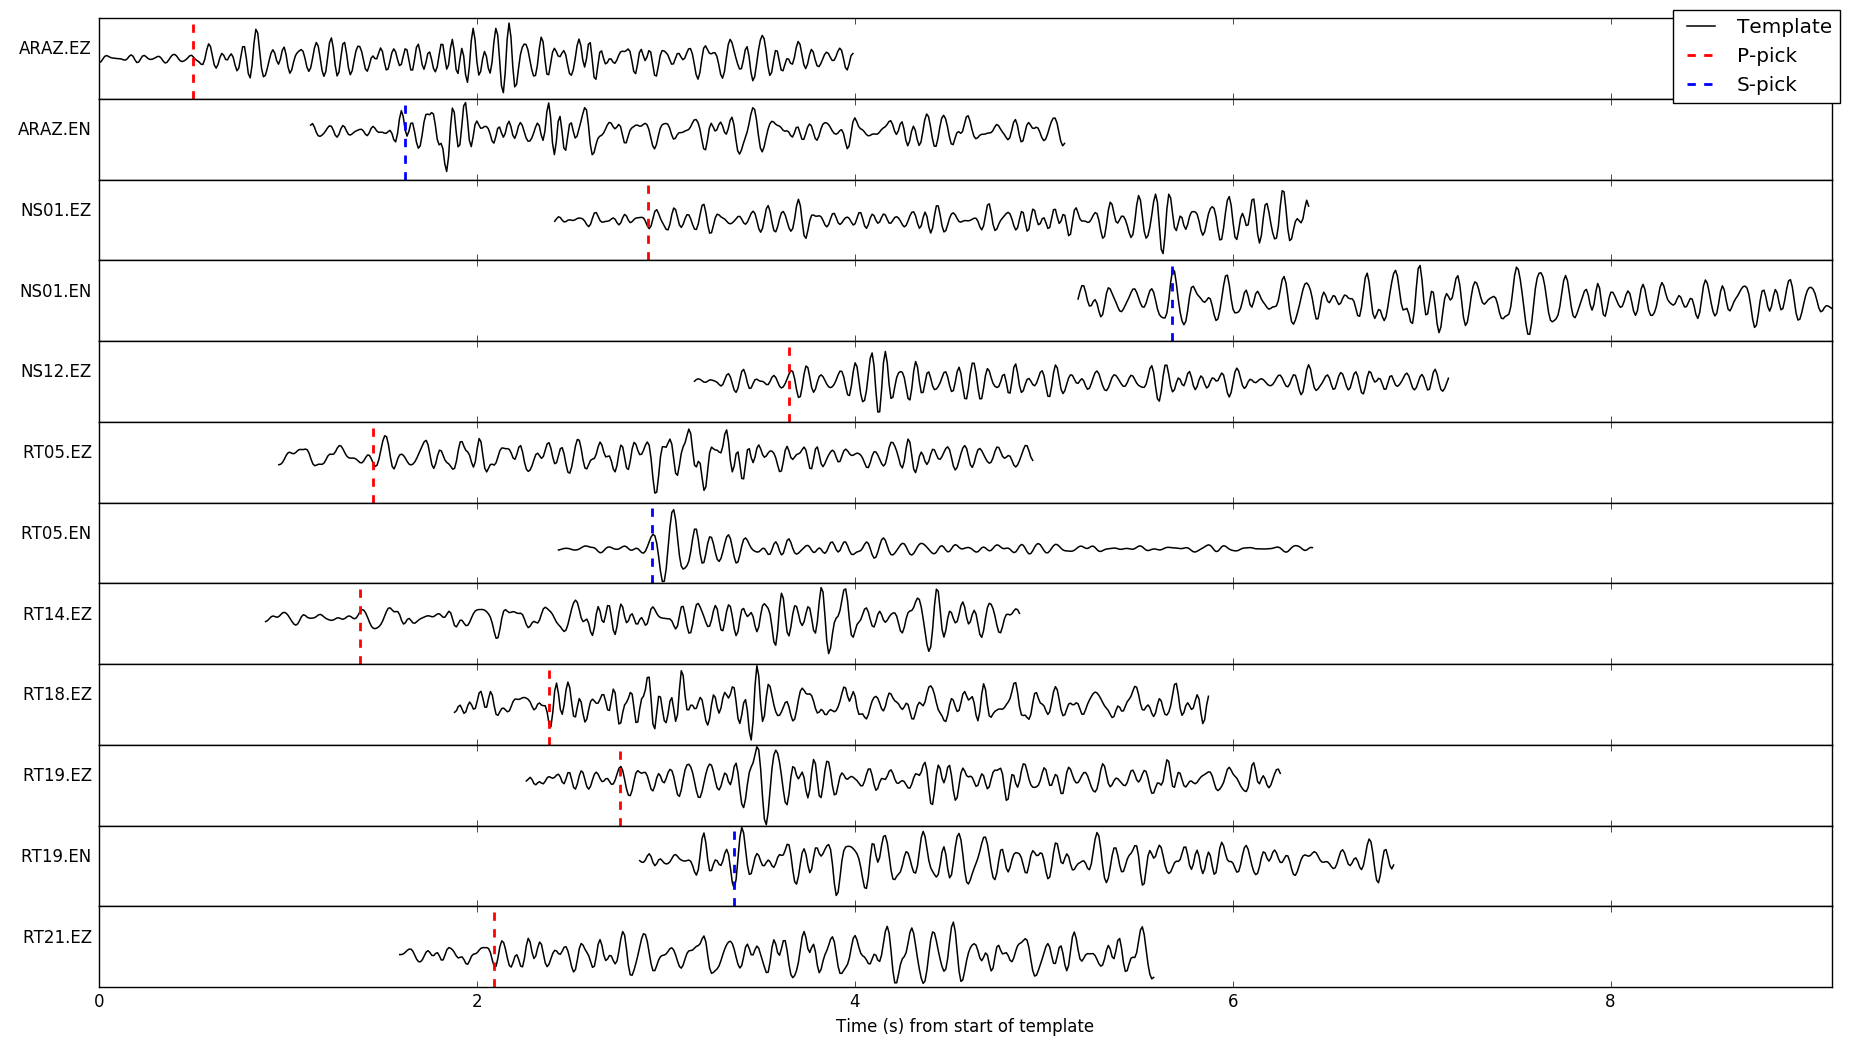 ARAZ.EZ
ARAZ.EN
NS01.EZ
NS01.EN
NS12.EZ
RT05.EZ
RT05.EN
RT14.EZ
RT18.EZ
RT19.EZ
RT19.EN
RT21.EZ
Template
P-pick
S-pick
0 2 4 6 8
Time (s) from start of template